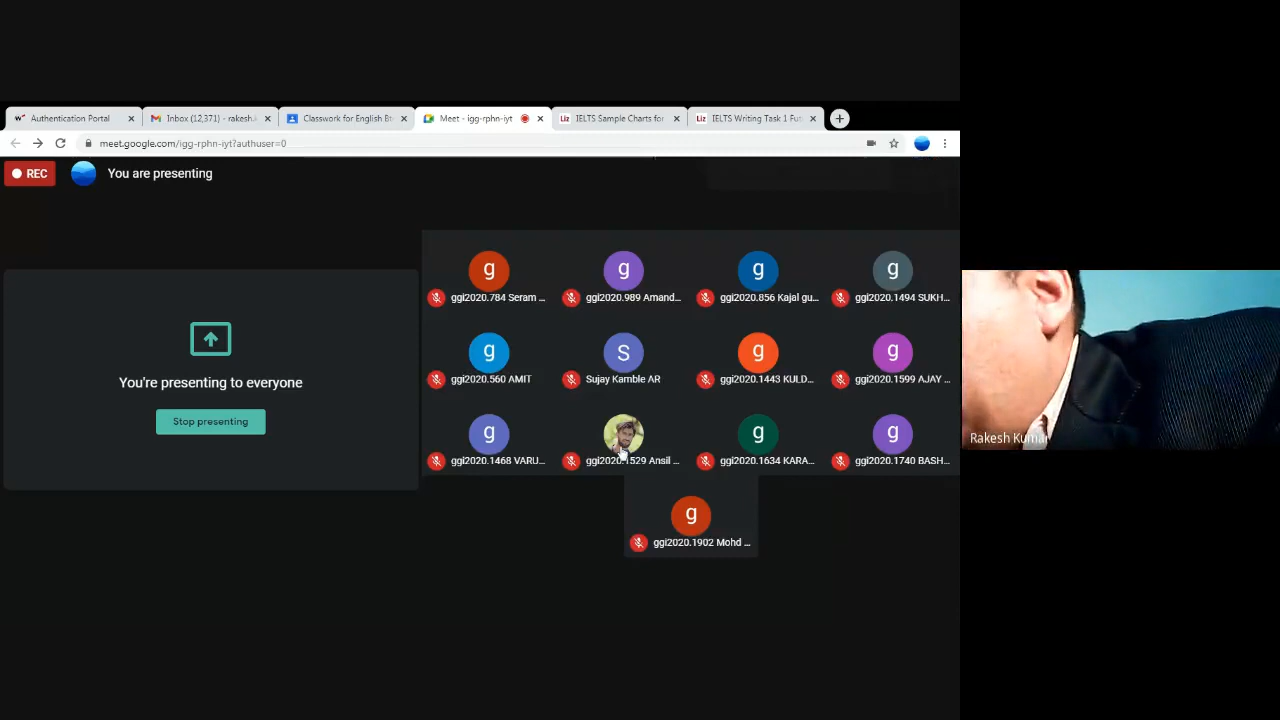 Authentication Portal
Inbox (12,371) - rakesh.
Classwork for English Bt
Meet - igg-rphn-iyt
Liz IELTS Sample Charts for
Liz IELTS Writing Task 1 Fut
meet.google.com/igg-rphn-iyt?authuser=0
REC
You are presenting
g g g g
ggi2020.784 Seram ... ggi2020.989 Amand... ggi2020.856 Kajal gu... ggi2020.1494 SUKH...
g S g g
ggi2020.560 AMIT Sujay Kamble AR ggi2020.1443 KULD... ggi2020.1599 AJAY ...
You're presenting to everyone
Stop presenting
g g g
ggi2020.1468 VARU... ggi2020.1529 Ansil ... ggi2020.1634 KARA... ggi2020.1740 BASH...
g
ggi2020.1902 Mohd ...
Rakesh Kumar